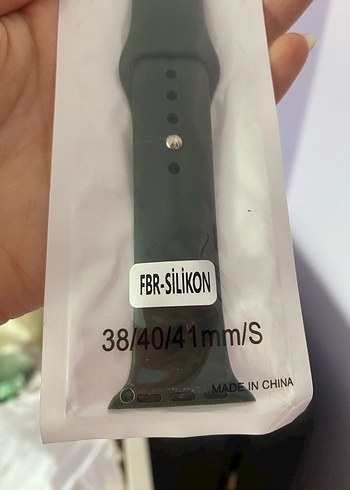 FBR-SİLİKON
38/40/41mm/S
MADE IN CHINA